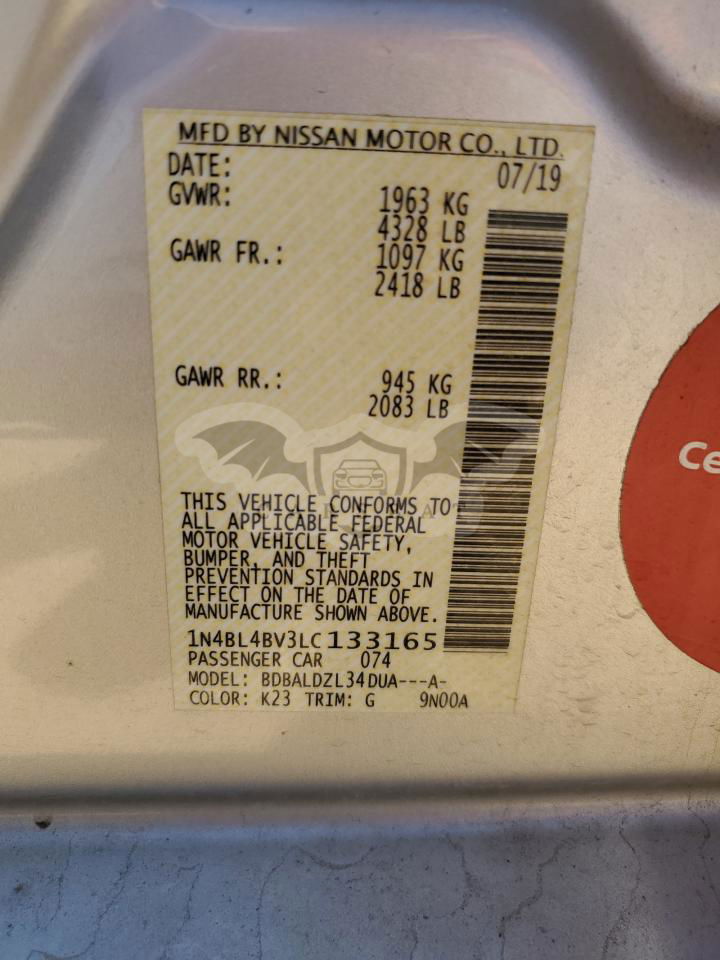 MFD BY NISSAN MOTOR CO., LTD.
DATE: 07/19
GVWR: 1963 KG
4328 LB
GAWR FR.: 1097 KG
2418 LB
GAWR RR.: 945 KG
2083 LB
THIS VEHICLE CONFORMS TO
ALL APPLICABLE FEDERAL
MOTOR VEHICLE SAFETY,
BUMPER, AND THEFT
PREVENTION STANDARDS IN
EFFECT ON THE DATE OF
MANUFACTURE SHOWN ABOVE.
1N4BL4BV3LC133165
PASSENGER CAR 074
MODEL: BDBALDZL34DUA---A-
COLOR: K23 TRIM: G 9N00A
Ce